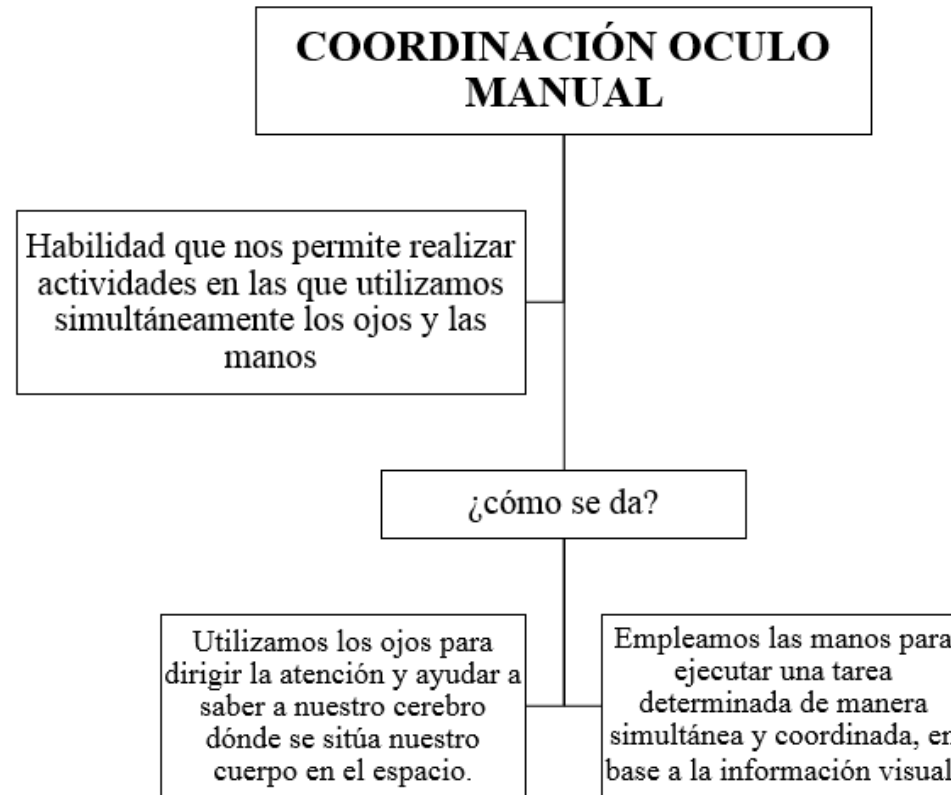 COORDINACIÓN OCULO
MANUAL
Habilidad que nos permite realizar
actividades en las que utilizamos
simultáneamente los ojos y las
manos
¿cómo se da?
Utilizamos los ojos para
dirigir la atención y ayudar a
saber a nuestro cerebro
dónde se sitúa nuestro
cuerpo en el espacio.
Empleamos las manos para
ejecutar una tarea
determinada de manera
simultánea y coordinada, en
base a la información visual